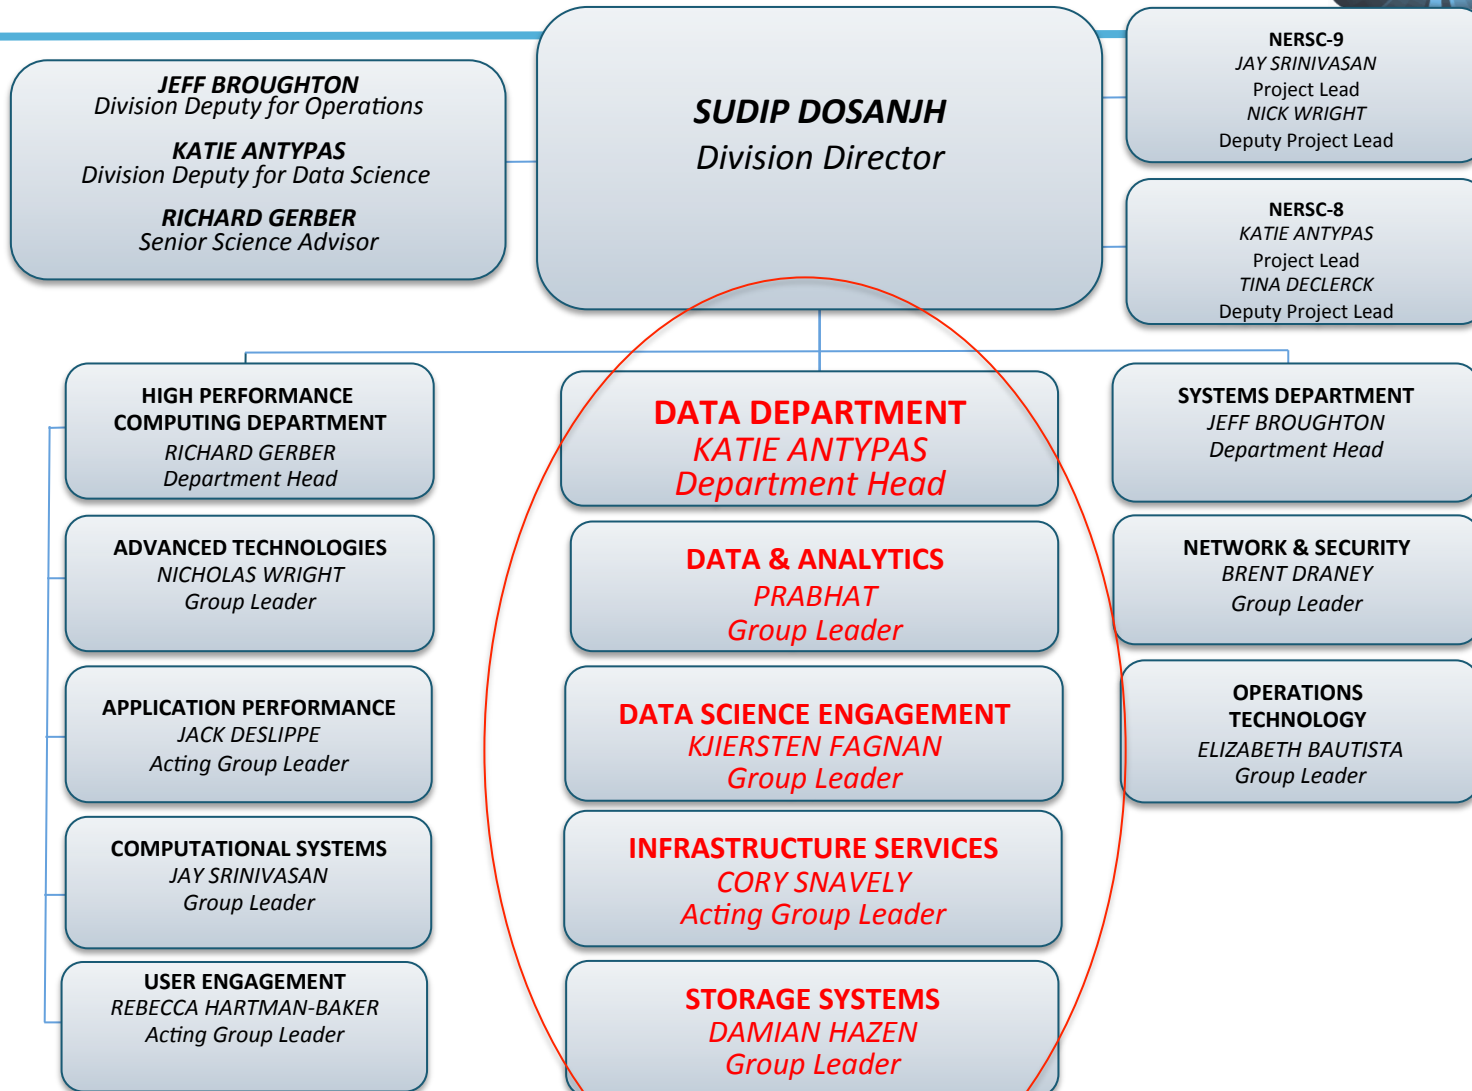 JEFF BROUGHTON
Division Deputy for Operations
KATIE ANTYPAS
Division Deputy for Data Science
RICHARD GERBER
Senior Science Advisor
SUDIP DOSANJH
Division Director
NERSC-9
JAY SRINIVASAN
Project Lead
NICK WRIGHT
Deputy Project Lead
NERSC-8
KATIE ANTYPAS
Project Lead
TINA DECLERCK
Deputy Project Lead
HIGH PERFORMANCE
COMPUTING DEPARTMENT
RICHARD GERBER
Department Head
ADVANCED TECHNOLOGIES
NICHOLAS WRIGHT
Group Leader
APPLICATION PERFORMANCE
JACK DESLIPPE
Acting Group Leader
COMPUTATIONAL SYSTEMS
JAY SRINIVASAN
Group Leader
USER ENGAGEMENT
REBECCA HARTMAN-BAKER
Acting Group Leader
DATA DEPARTMENT
KATIE ANTYPAS
Department Head
DATA & ANALYTICS
PRABHAT
Group Leader
DATA SCIENCE ENGAGEMENT
KJIERSTEN FAGNAN
Group Leader
INFRASTRUCTURE SERVICES
CORY SNAVELY
Acting Group Leader
STORAGE SYSTEMS
DAMIAN HAZEN
Group Leader
SYSTEMS DEPARTMENT
JEFF BROUGHTON
Department Head
NETWORK & SECURITY
BRENT DRANEY
Group Leader
OPERATIONS
TECHNOLOGY
ELIZABETH BAUTISTA
Group Leader